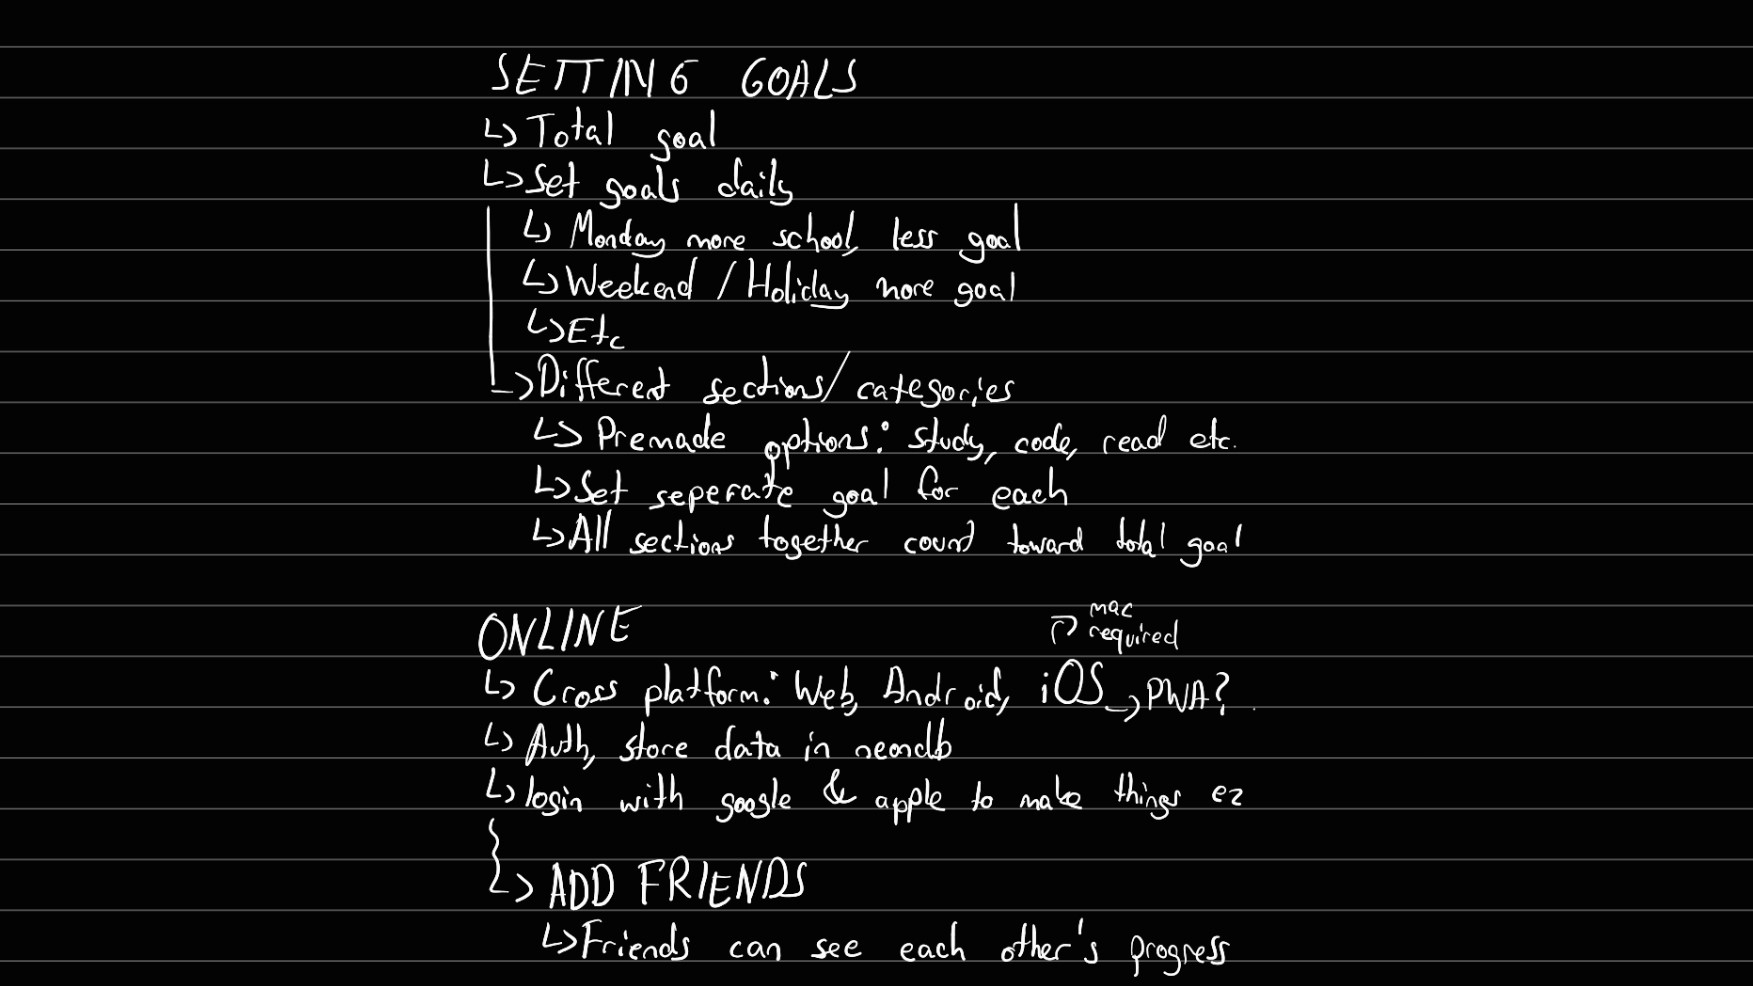 SETTING GOALS
↳ Total goal
↳ Set goals daily
↳ Monday more school, less goal
↳ Weekend / Holiday more goal
↳ Etc
↳ Different sections/categories
↳ Premade options: study, code, read etc.
↳ Set seperate goal for each
↳ All sections together count toward total goal
ONLINE
↱ mac
required
↳ Cross platform: Web, Android, iOS → PWA?
↳ Auth, store data in neondb
↳ login with google & apple to make things ez
↳ ADD FRIENDS
↳ Friends can see each other's progress